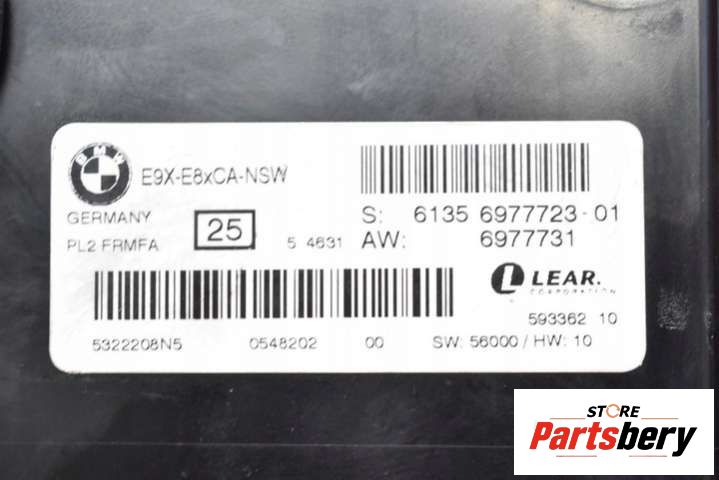 BMW
E9X-E8xCA-NSW
GERMANY
PL2 FRMFA
25
5 4631
S: 6135 6977723-01
AW: 6977731
LEAR.
CORPORATION
593362 10
5322208N5 0548202 00 SW: 56000 / HW: 10
STORE
Partsbery